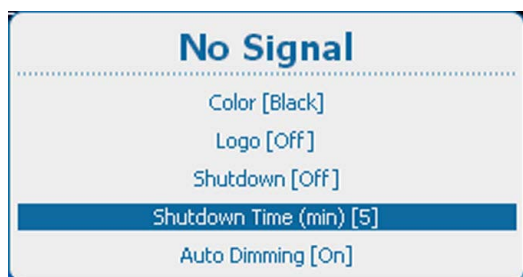 No Signal
Color [Black]
Logo [Off]
Shutdown [Off]
Shutdown Time (min) [5]
Auto Dimming [On]